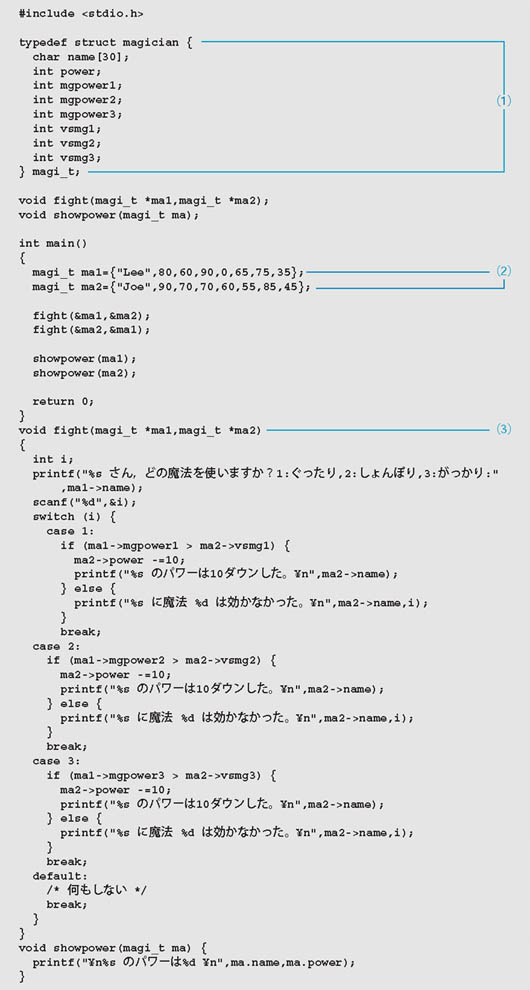 #include <stdio.h>
typedef struct magician {
(1)
char name[30];
int power;
int mgpower1;
int mgpower2;
int mgpower3;
int vsmg1;
int vsmg2;
int vsmg3;
} magi_t;
void fight(magi_t *ma1,magi_t *ma2);
void showpower(magi_t ma);
int main()
{
magi_t ma1={"Lee",80,60,90,0,65,75,35};
(2)
magi_t ma2={"Joe",90,70,70,60,55,85,45};
fight(&ma1,&ma2);
fight(&ma2,&ma1);
showpower(ma1);
showpower(ma2);
return 0;
}
void fight(magi_t *ma1,magi_t *ma2)
(3)
{
int i;
printf("%s さん，どの魔法を使いますか？1:ぐったり,2:しょんぼり,3:がっかり:"
,ma1->name);
scanf("%d",&i);
switch (i) {
case 1:
if (ma1->mgpower1 > ma2->vsmg1) {
ma2->power -=10;
printf("%s のパワーは10ダウンした。¥n",ma2->name);
} else {
printf("%s に魔法 %d は効かなかった。¥n",ma2->name,i);
}
break;
case 2:
if (ma1->mgpower2 > ma2->vsmg2) {
ma2->power -=10;
printf("%s のパワーは10ダウンした。¥n",ma2->name);
} else {
printf("%s に魔法 %d は効かなかった。¥n",ma2->name,i);
}
break;
case 3:
if (ma1->mgpower3 > ma2->vsmg3) {
ma2->power -=10;
printf("%s のパワーは10ダウンした。¥n",ma2->name);
} else {
printf("%s に魔法 %d は効かなかった。¥n",ma2->name,i);
}
break;
default:
/* 何もしない */
break;
}
}
void showpower(magi_t ma) {
printf("¥n%s のパワーは%d ¥n",ma.name,ma.power);
}